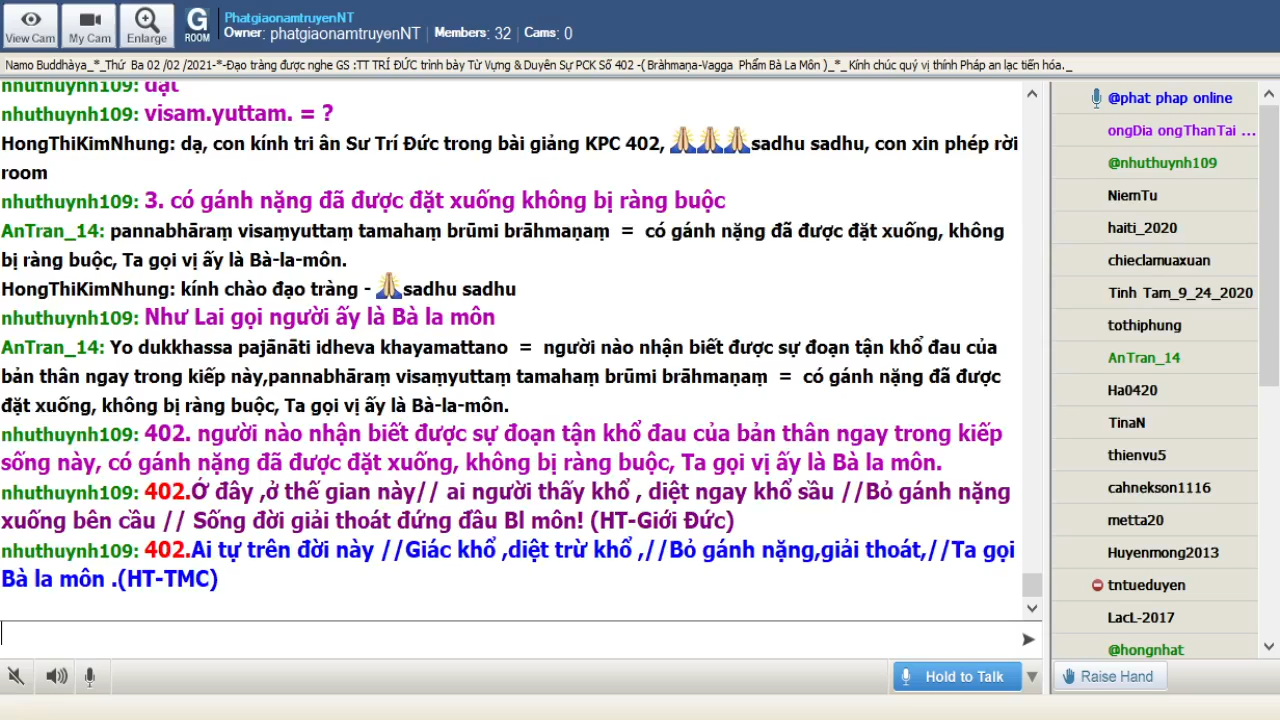 View Cam
My Cam
Enlarge
G
ROOM
PhatgiaonamtruyenNT
Owner: phatgiaonamtruyenNT | Members: 32 | Cams: 0
Namo Buddhàya_*_Thứ Ba 02 /02 /2021-*-Đạo tràng được nghe GS :TT TRÍ ĐỨC trình bày Từ Vựng & Duyên Sự PCK Số 402 -( Bràhmaṇa-Vagga Phẩm Bà La Môn )_*_ Kính chúc quý vị thính Pháp an lạc tiến hóa._
nhuthuynh109: dạt
nhuthuynh109: visam.yuttam. = ?
HongThiKimNhung: dạ, con kính tri ân Sư Trí Đức trong bài giảng KPC 402, 🙏🙏🙏sadhu sadhu, con xin phép rời
room
nhuthuynh109: 3. có gánh nặng đã được đặt xuống không bị ràng buộc
AnTran_14: pannabhāraṃ visaṃyuttaṃ tamahaṃ brūmi brāhmaṇaṃ = có gánh nặng đã được đặt xuống, không
bị ràng buộc, Ta gọi vị ấy là Bà-la-môn.
HongThiKimNhung: kính chào đạo tràng - 🙏sadhu sadhu
nhuthuynh109: Như Lai gọi người ấy là Bà la môn
AnTran_14: Yo dukkhassa pajānāti idheva khayamattano = người nào nhận biết được sự đoạn tận khổ đau của
bản thân ngay trong kiếp này,pannabhāraṃ visaṃyuttaṃ tamahaṃ brūmi brāhmaṇaṃ = có gánh nặng đã được
đặt xuống, không bị ràng buộc, Ta gọi vị ấy là Bà-la-môn.
nhuthuynh109: 402. người nào nhận biết được sự đoạn tận khổ đau của bản thân ngay trong kiếp
sống này, có gánh nặng đã được đặt xuống, không bị ràng buộc, Ta gọi vị ấy là Bà la môn.
nhuthuynh109: 402.Ở đây ,ở thế gian này// ai người thấy khổ , diệt ngay khổ sầu //Bỏ gánh nặng
xuống bên cầu // Sống đời giải thoát đứng đầu Bl môn! (HT-Giới Đức)
nhuthuynh109: 402.Ai tự trên đời này //Giác khổ ,diệt trừ khổ ,//Bỏ gánh nặng,giải thoát,//Ta gọi
Bà la môn .(HT-TMC)
Hold to Talk
@phat phap online
ongDia ongThanTai ...
@nhuthuynh109
NiemTu
haiti_2020
chieclamuaxuan
Tinh Tam_9_24_2020
tothiphung
AnTran_14
Ha0420
TinaN
thienvu5
cahnekson1116
metta20
Huyenmong2013
tntueduyen
LacL-2017
@hongnhat
Raise Hand